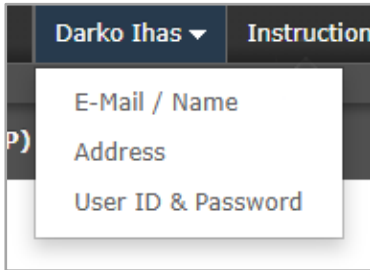 Darko Ihas Instruction
E-Mail / Name
P)
Address
User ID & Password